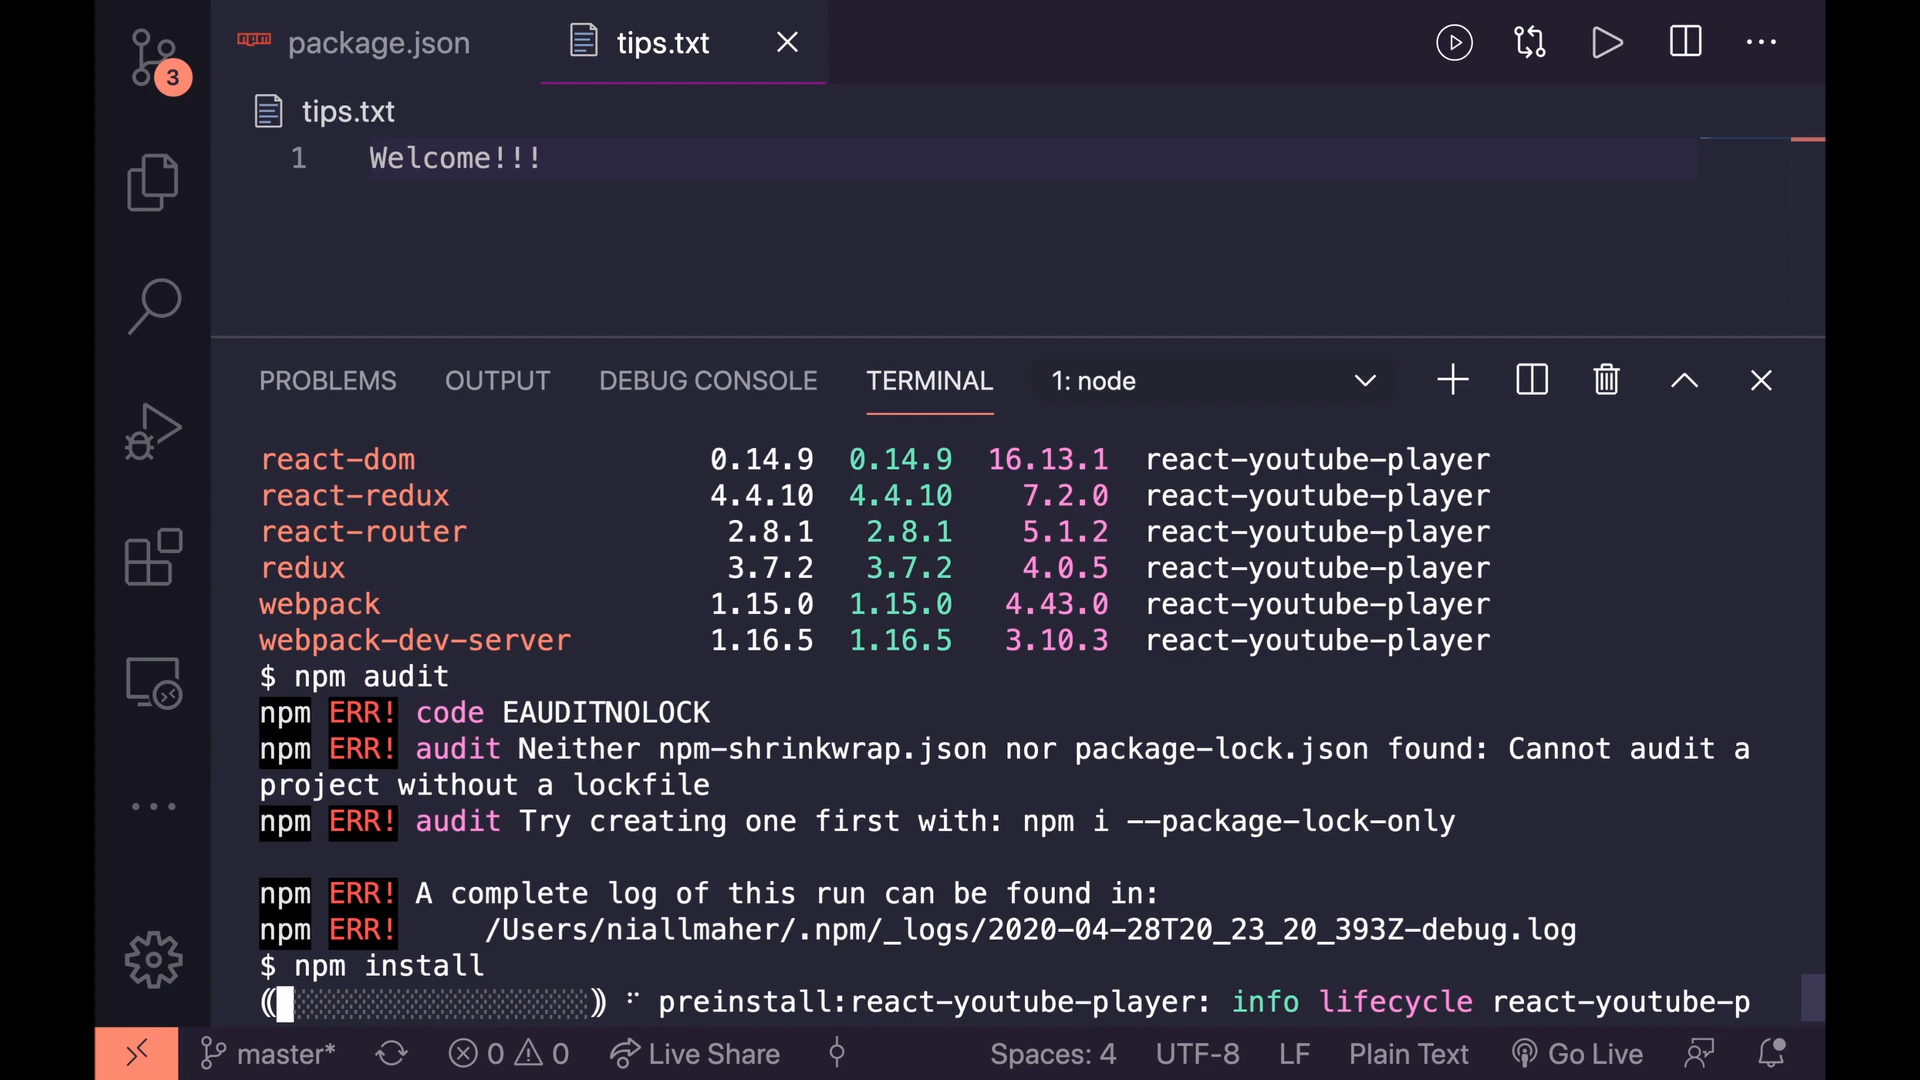 3
npm package.json
tips.txt
tips.txt
1 Welcome!!!
PROBLEMS OUTPUT DEBUG CONSOLE TERMINAL 1: node
react-dom 0.14.9 0.14.9 16.13.1 react-youtube-player
react-redux 4.4.10 4.4.10 7.2.0 react-youtube-player
react-router 2.8.1 2.8.1 5.1.2 react-youtube-player
redux 3.7.2 3.7.2 4.0.5 react-youtube-player
webpack 1.15.0 1.15.0 4.43.0 react-youtube-player
webpack-dev-server 1.16.5 1.16.5 3.10.3 react-youtube-player
$ npm audit
npm ERR! code EAUDITNOLOCK
npm ERR! audit Neither npm-shrinkwrap.json nor package-lock.json found: Cannot audit a
project without a lockfile
npm ERR! audit Try creating one first with: npm i --package-lock-only
npm ERR! A complete log of this run can be found in:
npm ERR! /Users/niallmaher/.npm/_logs/2020-04-28T20_23_20_393Z-debug.log
$ npm install
preinstall:react-youtube-player: info lifecycle react-youtube-p
master* 0 0 Live Share Spaces: 4 UTF-8 LF Plain Text Go Live